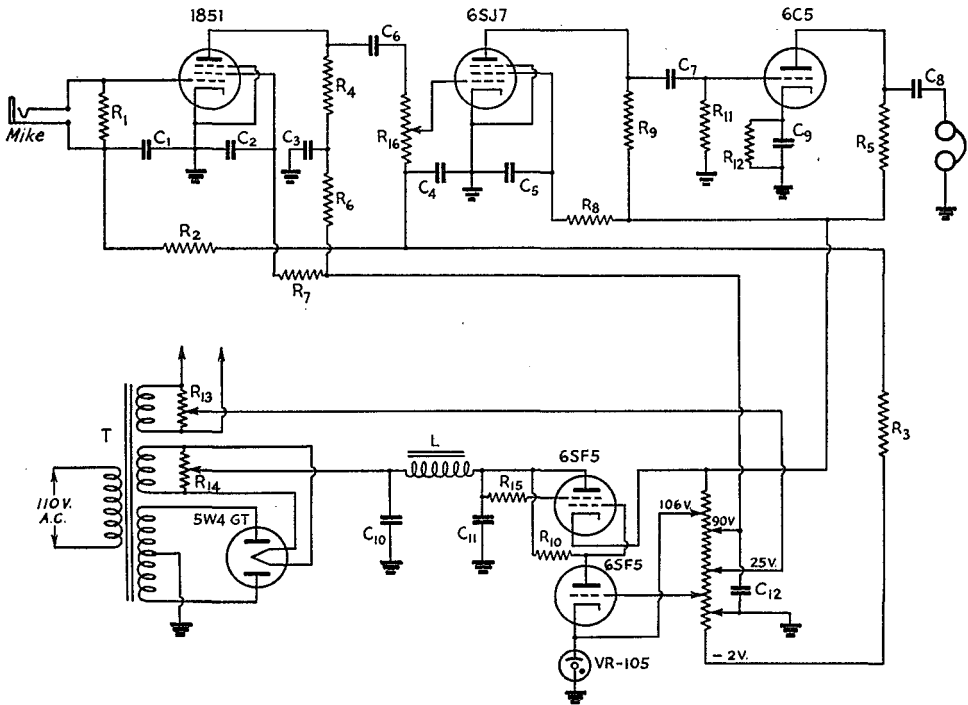 1851
6SJ7
6C5
C6
C7
C8
R4
R1
Mike
C1
C2
C3
R16
R9
R11
R12
C9
R5
C4
C5
R6
R8
R2
R7
R13
T
R3
L
R14
6SF5
R15
106V.
90V
110V.
A.C.
5W4 GT
C10
C11
R10
6SF5
25V.
C12
VR-105
- 2V.